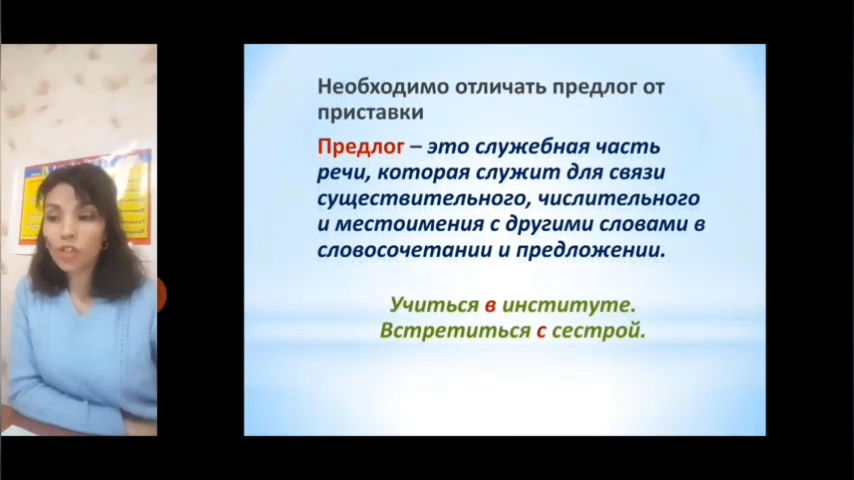 Необходимо отличать предлог от
приставки
Предлог – это служебная часть
речи, которая служит для связи
существительного, числительного
и местоимения с другими словами в
словосочетании и предложении.
Учиться в институте.
Встретиться с сестрой.